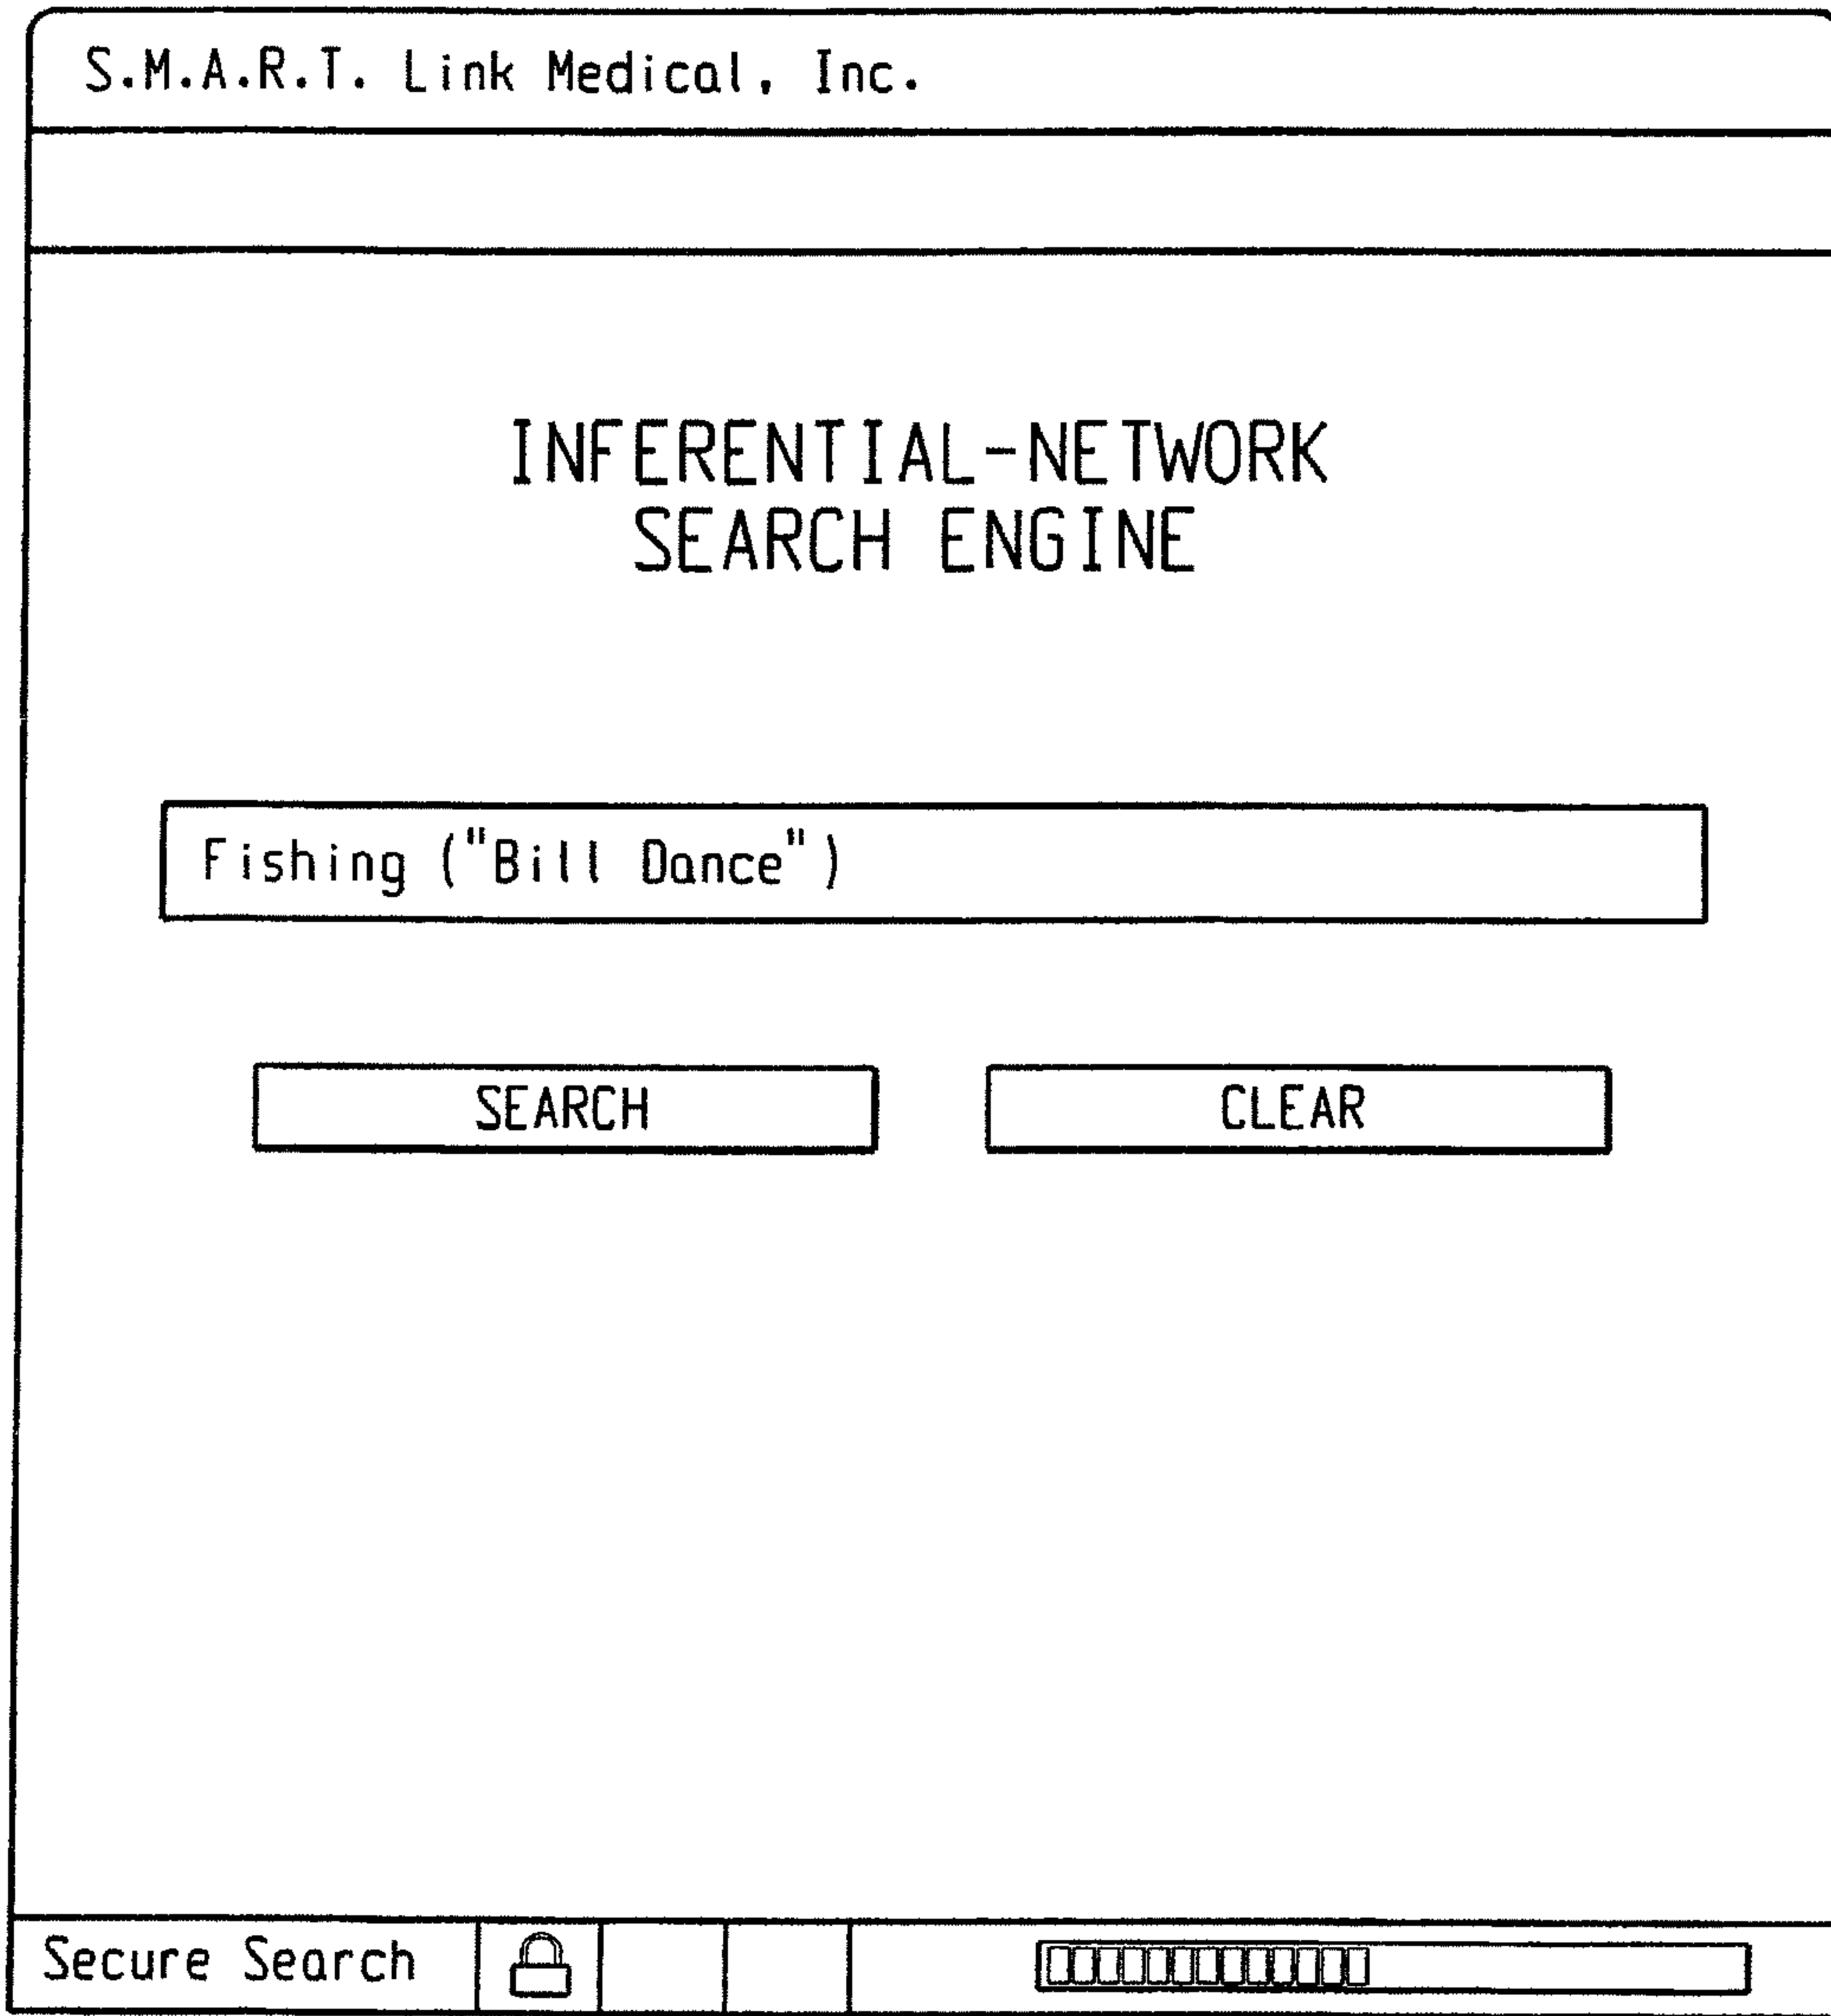 S.M.A.R.T. Link Medical, Inc.
INFERENTIAL-NETWORK
SEARCH ENGINE
Fishing ("Bill Dance")
SEARCH CLEAR
Secure Search